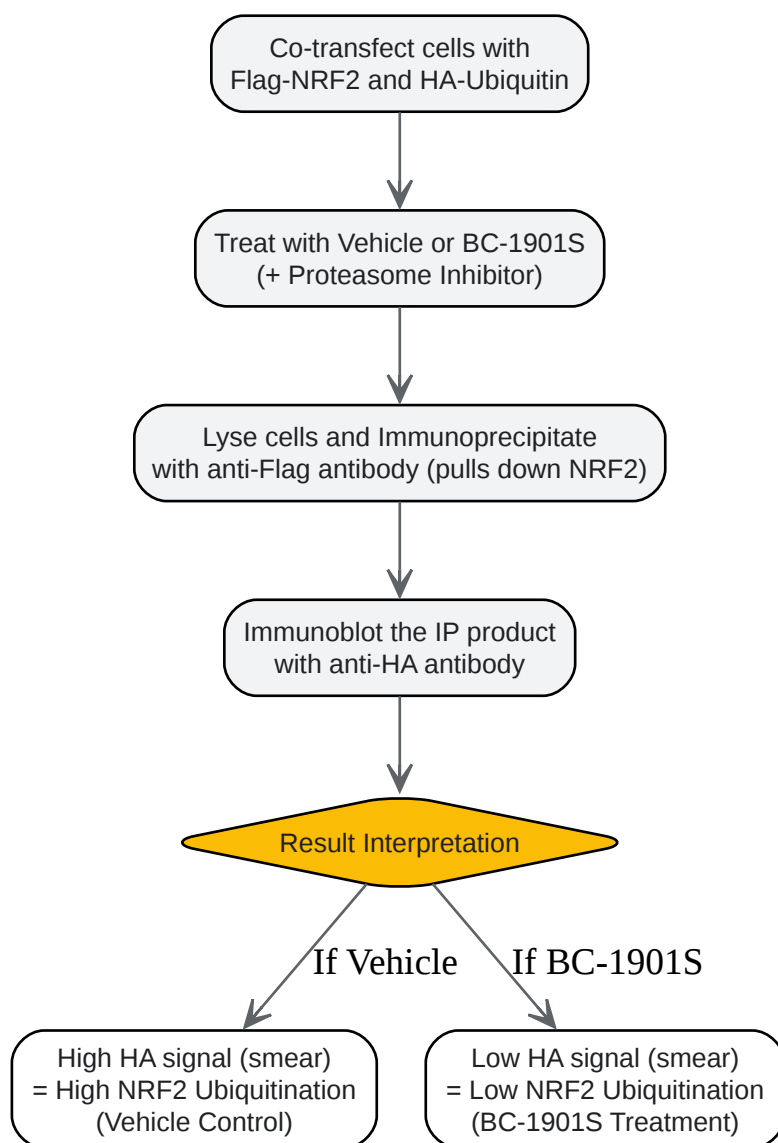 Co-transfect cells with
Flag-NRF2 and HA-Ubiquitin
Treat with Vehicle or BC-1901S
(+ Proteasome Inhibitor)
Lyse cells and Immunoprecipitate
with anti-Flag antibody (pulls down NRF2)
Immunoblot the IP product
with anti-HA antibody
Result Interpretation
If Vehicle
If BC-1901S
High HA signal (smear)
= High NRF2 Ubiquitination
(Vehicle Control)
Low HA signal (smear)
= Low NRF2 Ubiquitination
(BC-1901S Treatment)